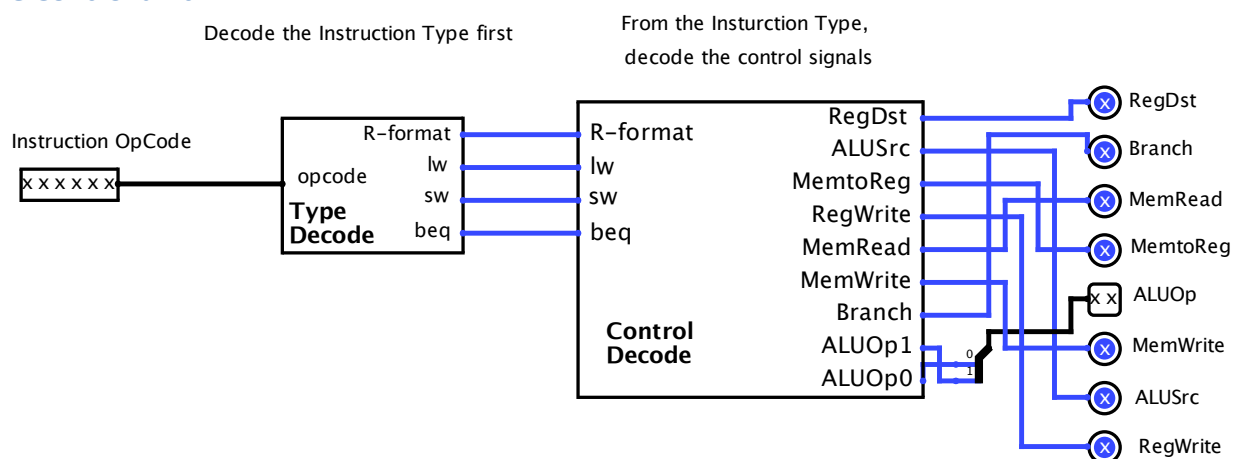 Decode the Instruction Type first
From the Insturction Type,
decode the control signals
Instruction OpCode
x x x x x x
opcode
Type
Decode
R-format
lw
sw
beq
R-format
lw
sw
beq
Control
Decode
RegDst
ALUSrc
MemtoReg
RegWrite
MemRead
MemWrite
Branch
ALUOp1
ALUOp0
0
1
x RegDst
x Branch
x MemRead
x MemtoReg
x x ALUOp
x MemWrite
x ALUSrc
x RegWrite